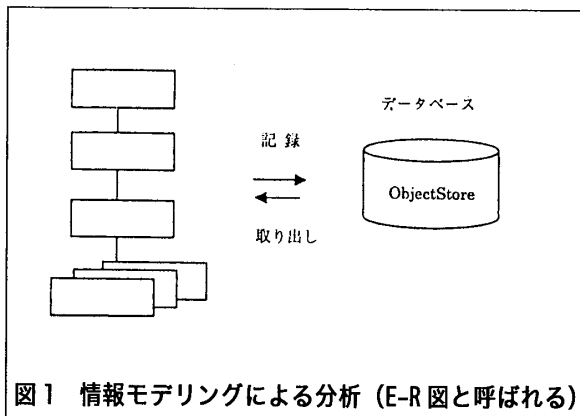 データベース
記録
ObjectStore
取り出し
図1 情報モデリングによる分析（E-R図と呼ばれる）